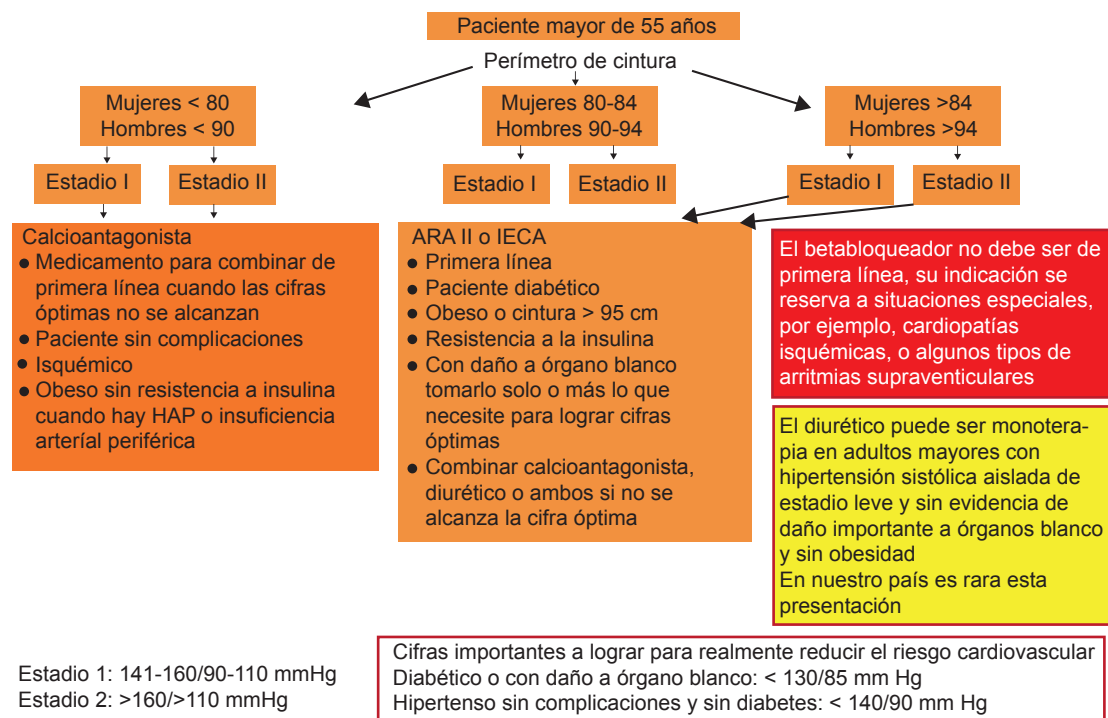 Paciente mayor de 55 años
Perímetro de cintura
Mujeres < 80
Hombres < 90
Mujeres 80-84
Hombres 90-94
Mujeres >84
Hombres >94
Estadio I
Estadio II
Estadio I
Estadio II
Estadio I
Estadio II
Calcioantagonista
● Medicamento para combinar de
primera línea cuando las cifras
óptimas no se alcanzan
● Paciente sin complicaciones
● Isquémico
● Obeso sin resistencia a insulina
cuando hay HAP o insuficiencia
arteríal periférica
ARA II o IECA
● Primera línea
● Paciente diabético
● Obeso o cintura > 95 cm
● Resistencia a la insulina
● Con daño a órgano blanco
tomarlo solo o más lo que
necesite para lograr cifras
óptimas
● Combinar calcioantagonista,
diurético o ambos si no se
alcanza la cifra óptima
El betabloqueador no debe ser de
primera línea, su indicación se
reserva a situaciones especiales,
por ejemplo, cardiopatías
isquémicas, o algunos tipos de
arritmias supraventiculares
El diurético puede ser monotera-
pia en adultos mayores con
hipertensión sistólica aislada de
estadio leve y sin evidencia de
daño importante a órganos blanco
y sin obesidad
En nuestro país es rara esta
presentación
Estadio 1: 141-160/90-110 mmHg
Estadio 2: >160/>110 mmHg
Cifras importantes a lograr para realmente reducir el riesgo cardiovascular
Diabético o con daño a órgano blanco: < 130/85 mm Hg
Hipertenso sin complicaciones y sin diabetes: < 140/90 mm Hg